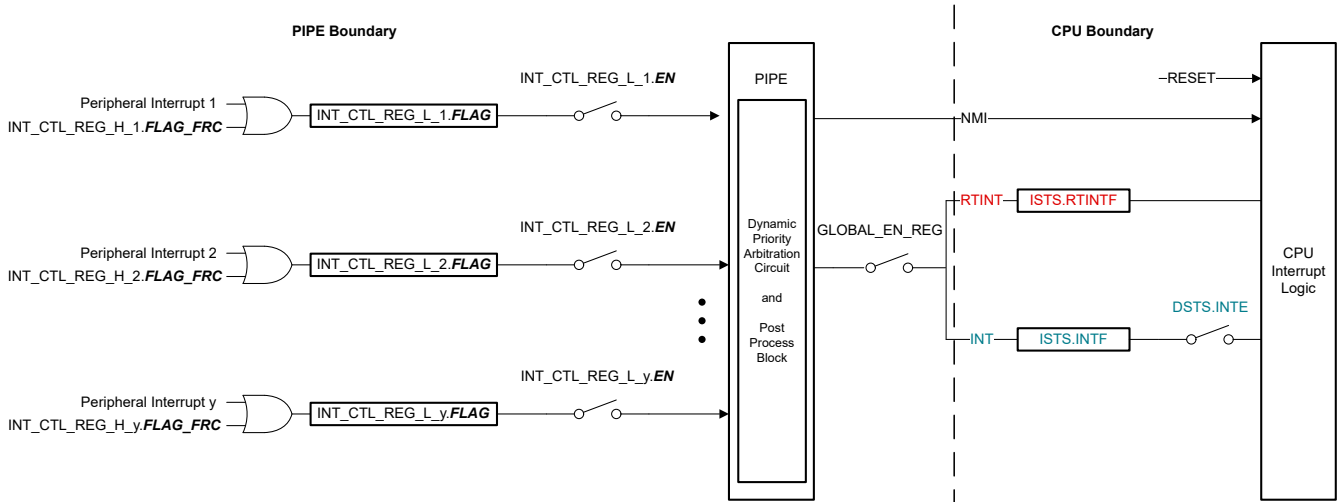 PIPE Boundary
CPU Boundary
Peripheral Interrupt 1
INT_CTL_REG_H_1.FLAG_FRC
INT_CTL_REG_L_1.FLAG
INT_CTL_REG_L_1.EN
Peripheral Interrupt 2
INT_CTL_REG_H_2.FLAG_FRC
INT_CTL_REG_L_2.FLAG
INT_CTL_REG_L_2.EN
Peripheral Interrupt y
INT_CTL_REG_H_y.FLAG_FRC
INT_CTL_REG_L_y.FLAG
INT_CTL_REG_L_y.EN
PIPE
Dynamic
Priority
Arbitration
Circuit
and
Post
Process
Block
GLOBAL_EN_REG
RESET
NMI
RTINT
ISTS.RTINTF
INT
ISTS.INTF
DSTS.INTE
CPU
Interrupt
Logic